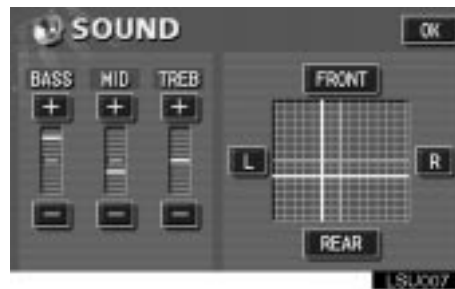 SOUND
OK
BASS MID TREB
+ + +
- - -
FRONT
L
R
REAR
LSU007